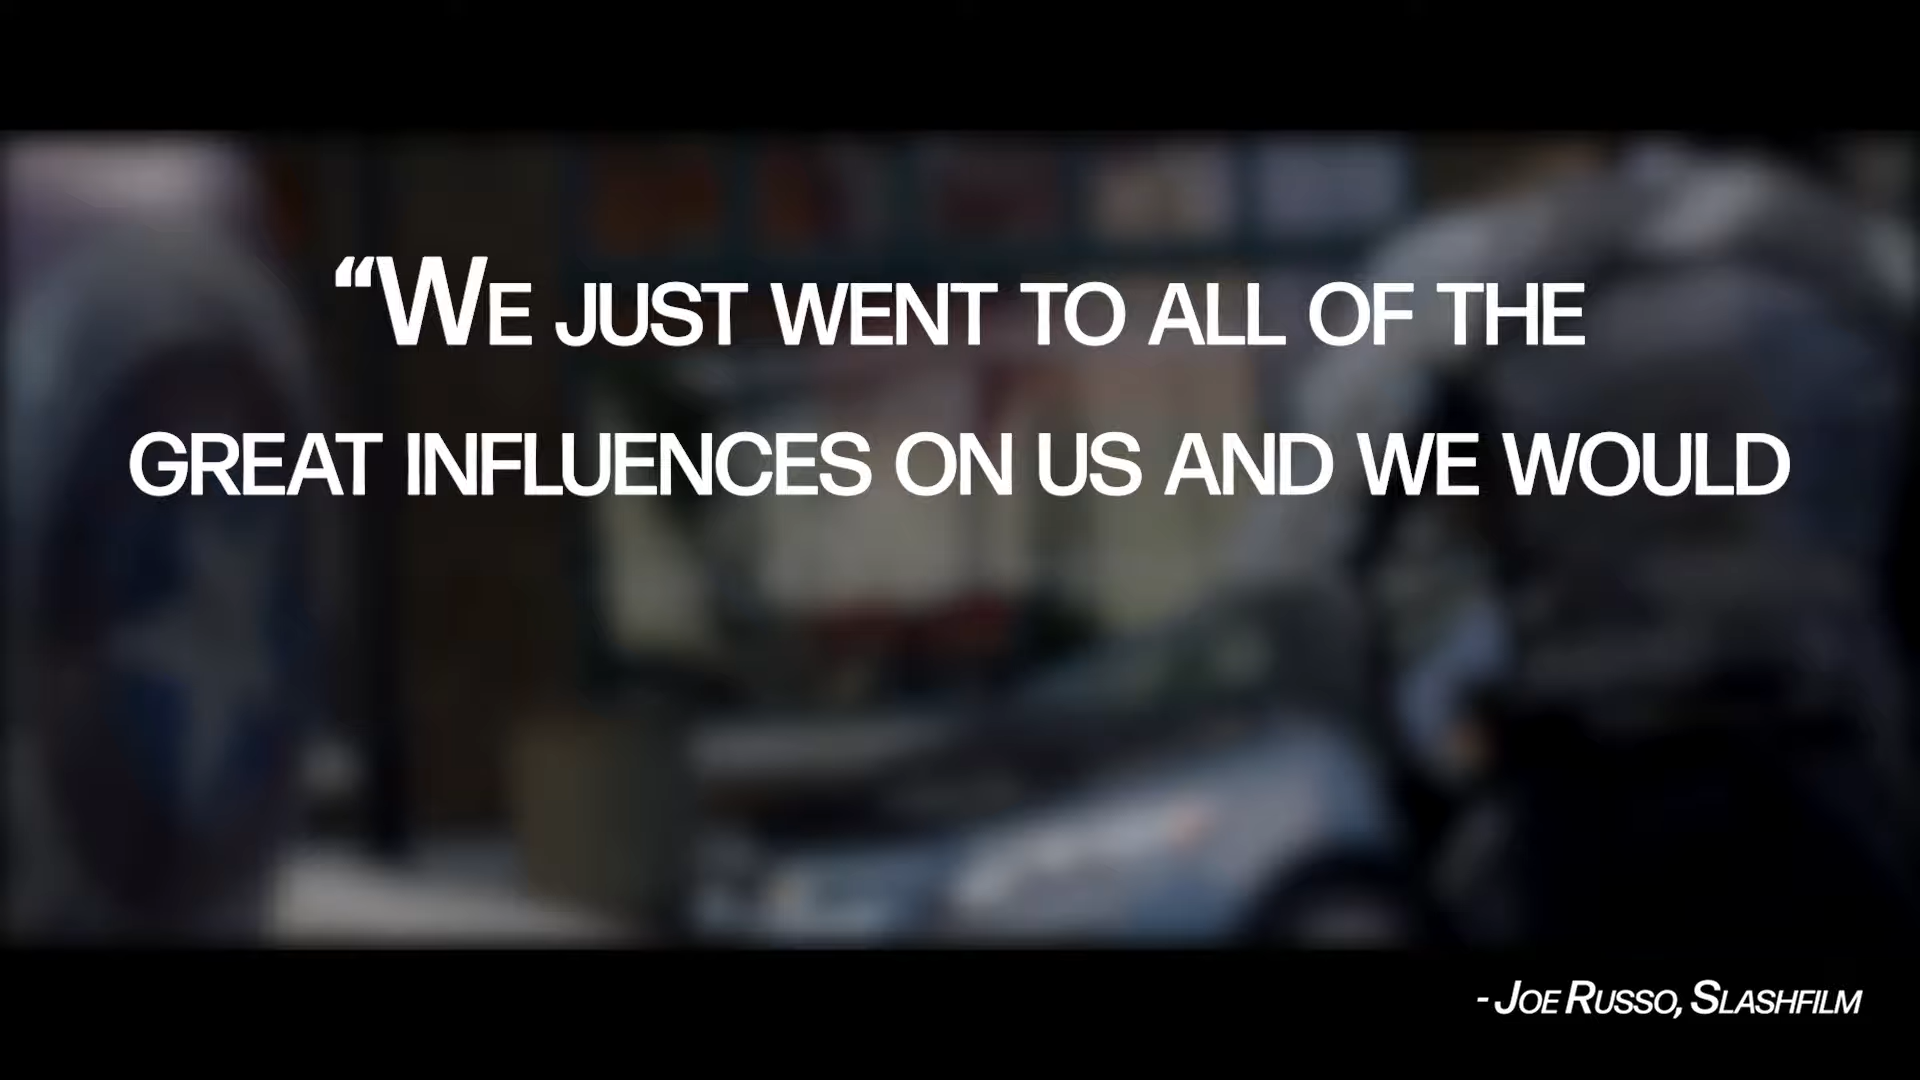 “We just went to all of the
great influences on us and we would
- Joe Russo, Slashfilm